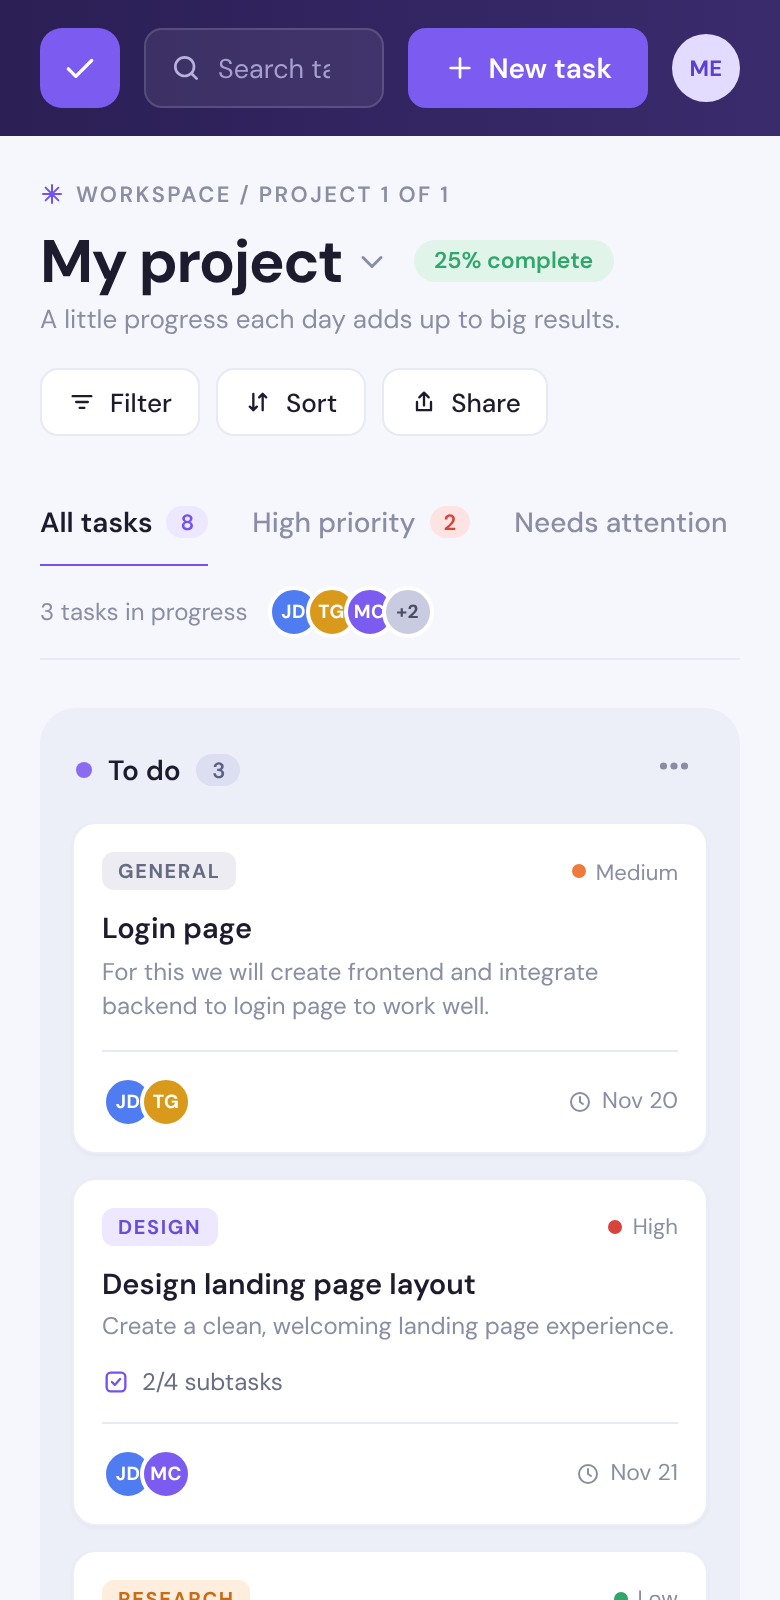 Search
New task
ME
WORKSPACE / PROJECT 1 OF 1
My project
25% complete
A little progress each day adds up to big results.
Filter
Sort
Share
All tasks 8
High priority 2
Needs attention
3 tasks in progress
JD TG MC +2
To do 3
GENERAL
Medium
Login page
For this we will create frontend and integrate
backend to login page to work well.
JD TG
Nov 20
DESIGN
High
Design landing page layout
Create a clean, welcoming landing page experience.
2/4 subtasks
JD MC
Nov 21
RESEARCH
Low